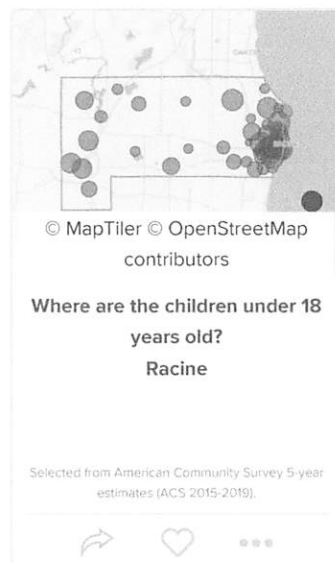 © MapTiler © OpenStreetMap
contributors
Where are the children under 18
years old?
Racine
Selected from American Community Survey 5-year
estimates (ACS 2015-2019).